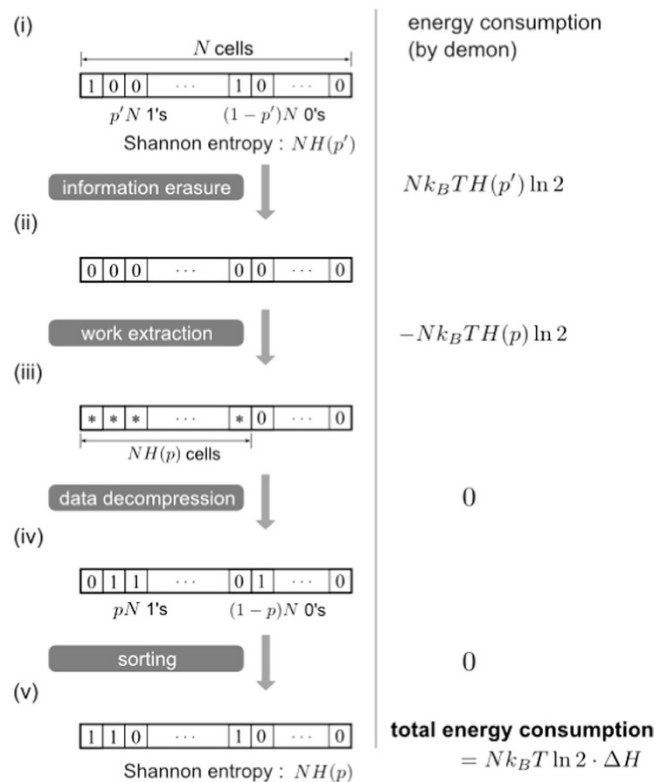 (i)
energy consumption
(by demon)
N cells
1 0 0 ··· 1 0 ··· 0
p′N 1's (1 − p′)N 0's
Shannon entropy : NH(p′)
information erasure
Nk_BTH(p′) ln 2
(ii)
0 0 0 ··· 0 0 ··· 0
work extraction
−Nk_BTH(p) ln 2
(iii)
* * * ··· * 0 ··· 0
NH(p) cells
data decompression
0
(iv)
0 1 1 ··· 0 1 ··· 0
pN 1's (1 − p)N 0's
sorting
0
(v)
1 1 0 ··· 1 0 ··· 0
Shannon entropy : NH(p)
total energy consumption
= Nk_BT ln 2 · ΔH